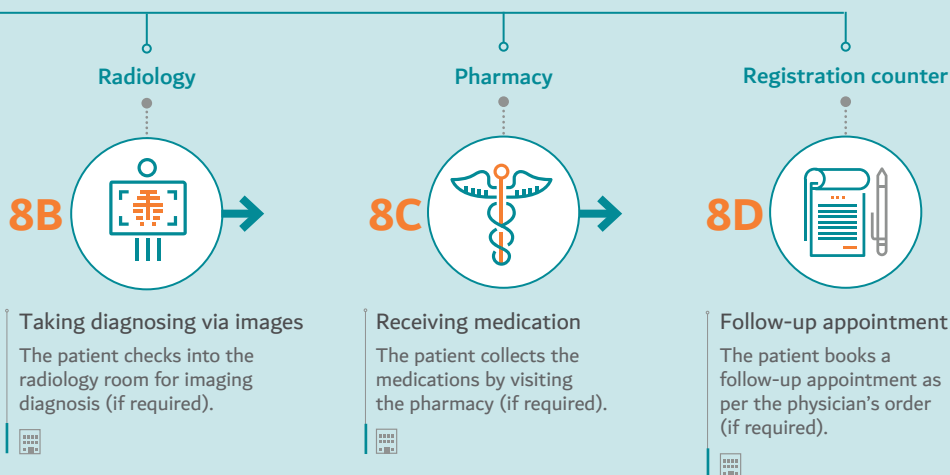 Radiology
8B
Taking diagnosing via images
The patient checks into the
radiology room for imaging
diagnosis (if required).
Pharmacy
8C
Receiving medication
The patient collects the
medications by visiting
the pharmacy (if required).
Registration counter
8D
Follow-up appointment
The patient books a
follow-up appointment as
per the physician's order
(if required).